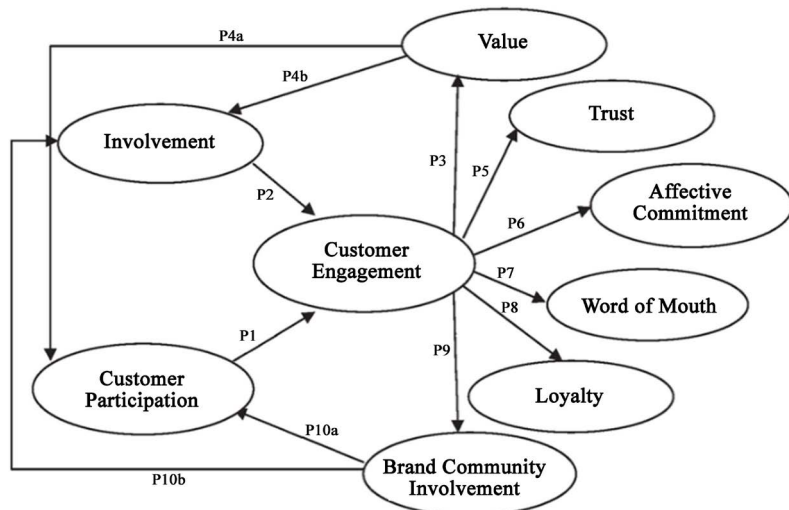 P4a
Value
P4b
Involvement
Trust
P3
P5
P2
Affective
Commitment
P6
Customer
Engagement
P7
Word of Mouth
P8
P1
P9
Customer
Participation
Loyalty
P10a
Brand Community
Involvement
P10b